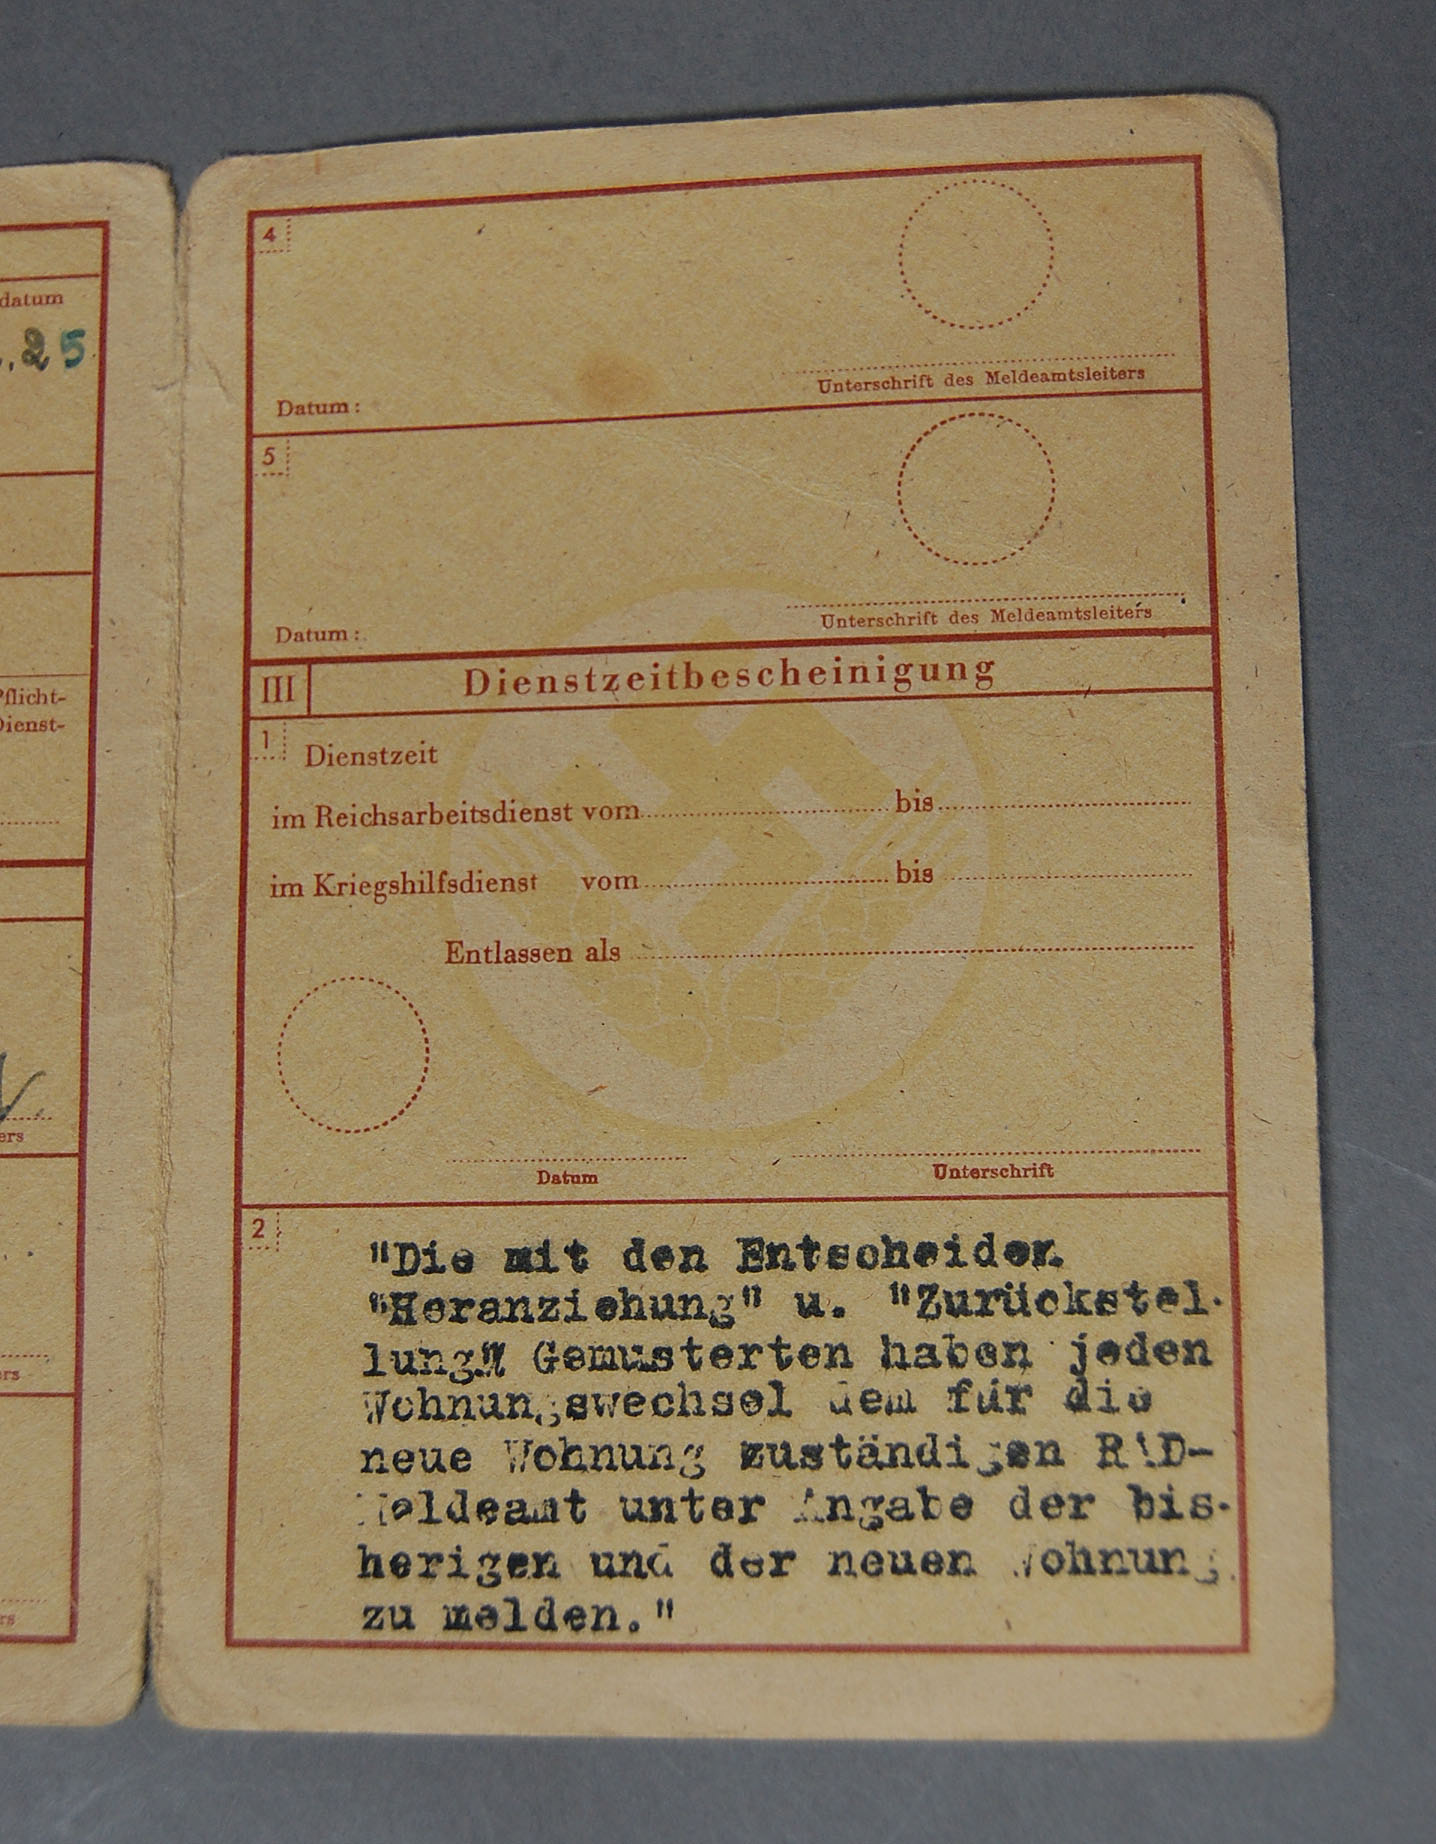 datum
.25
Pflicht-
Dienst-
ers
ers
ers
4
Datum:
Unterschrift des Meldeamtsleiters
5
Datum:
Unterschrift des Meldeamtsleiters
III Dienstzeitbescheinigung
1 Dienstzeit
im Reichsarbeitsdienst vom bis
im Kriegshilfsdienst vom bis
Entlassen als
Datum Unterschrift
2
"Die mit den Entscheiden
"Heranziehung" u. "Zurückstel-
lung" Gemusterten haben jeden
Wohnungswechsel dem für die
neue Wohnung zuständigen RAD-
Meldeamt unter Angabe der bis-
herigen und der neuen Wohnung
zu melden."